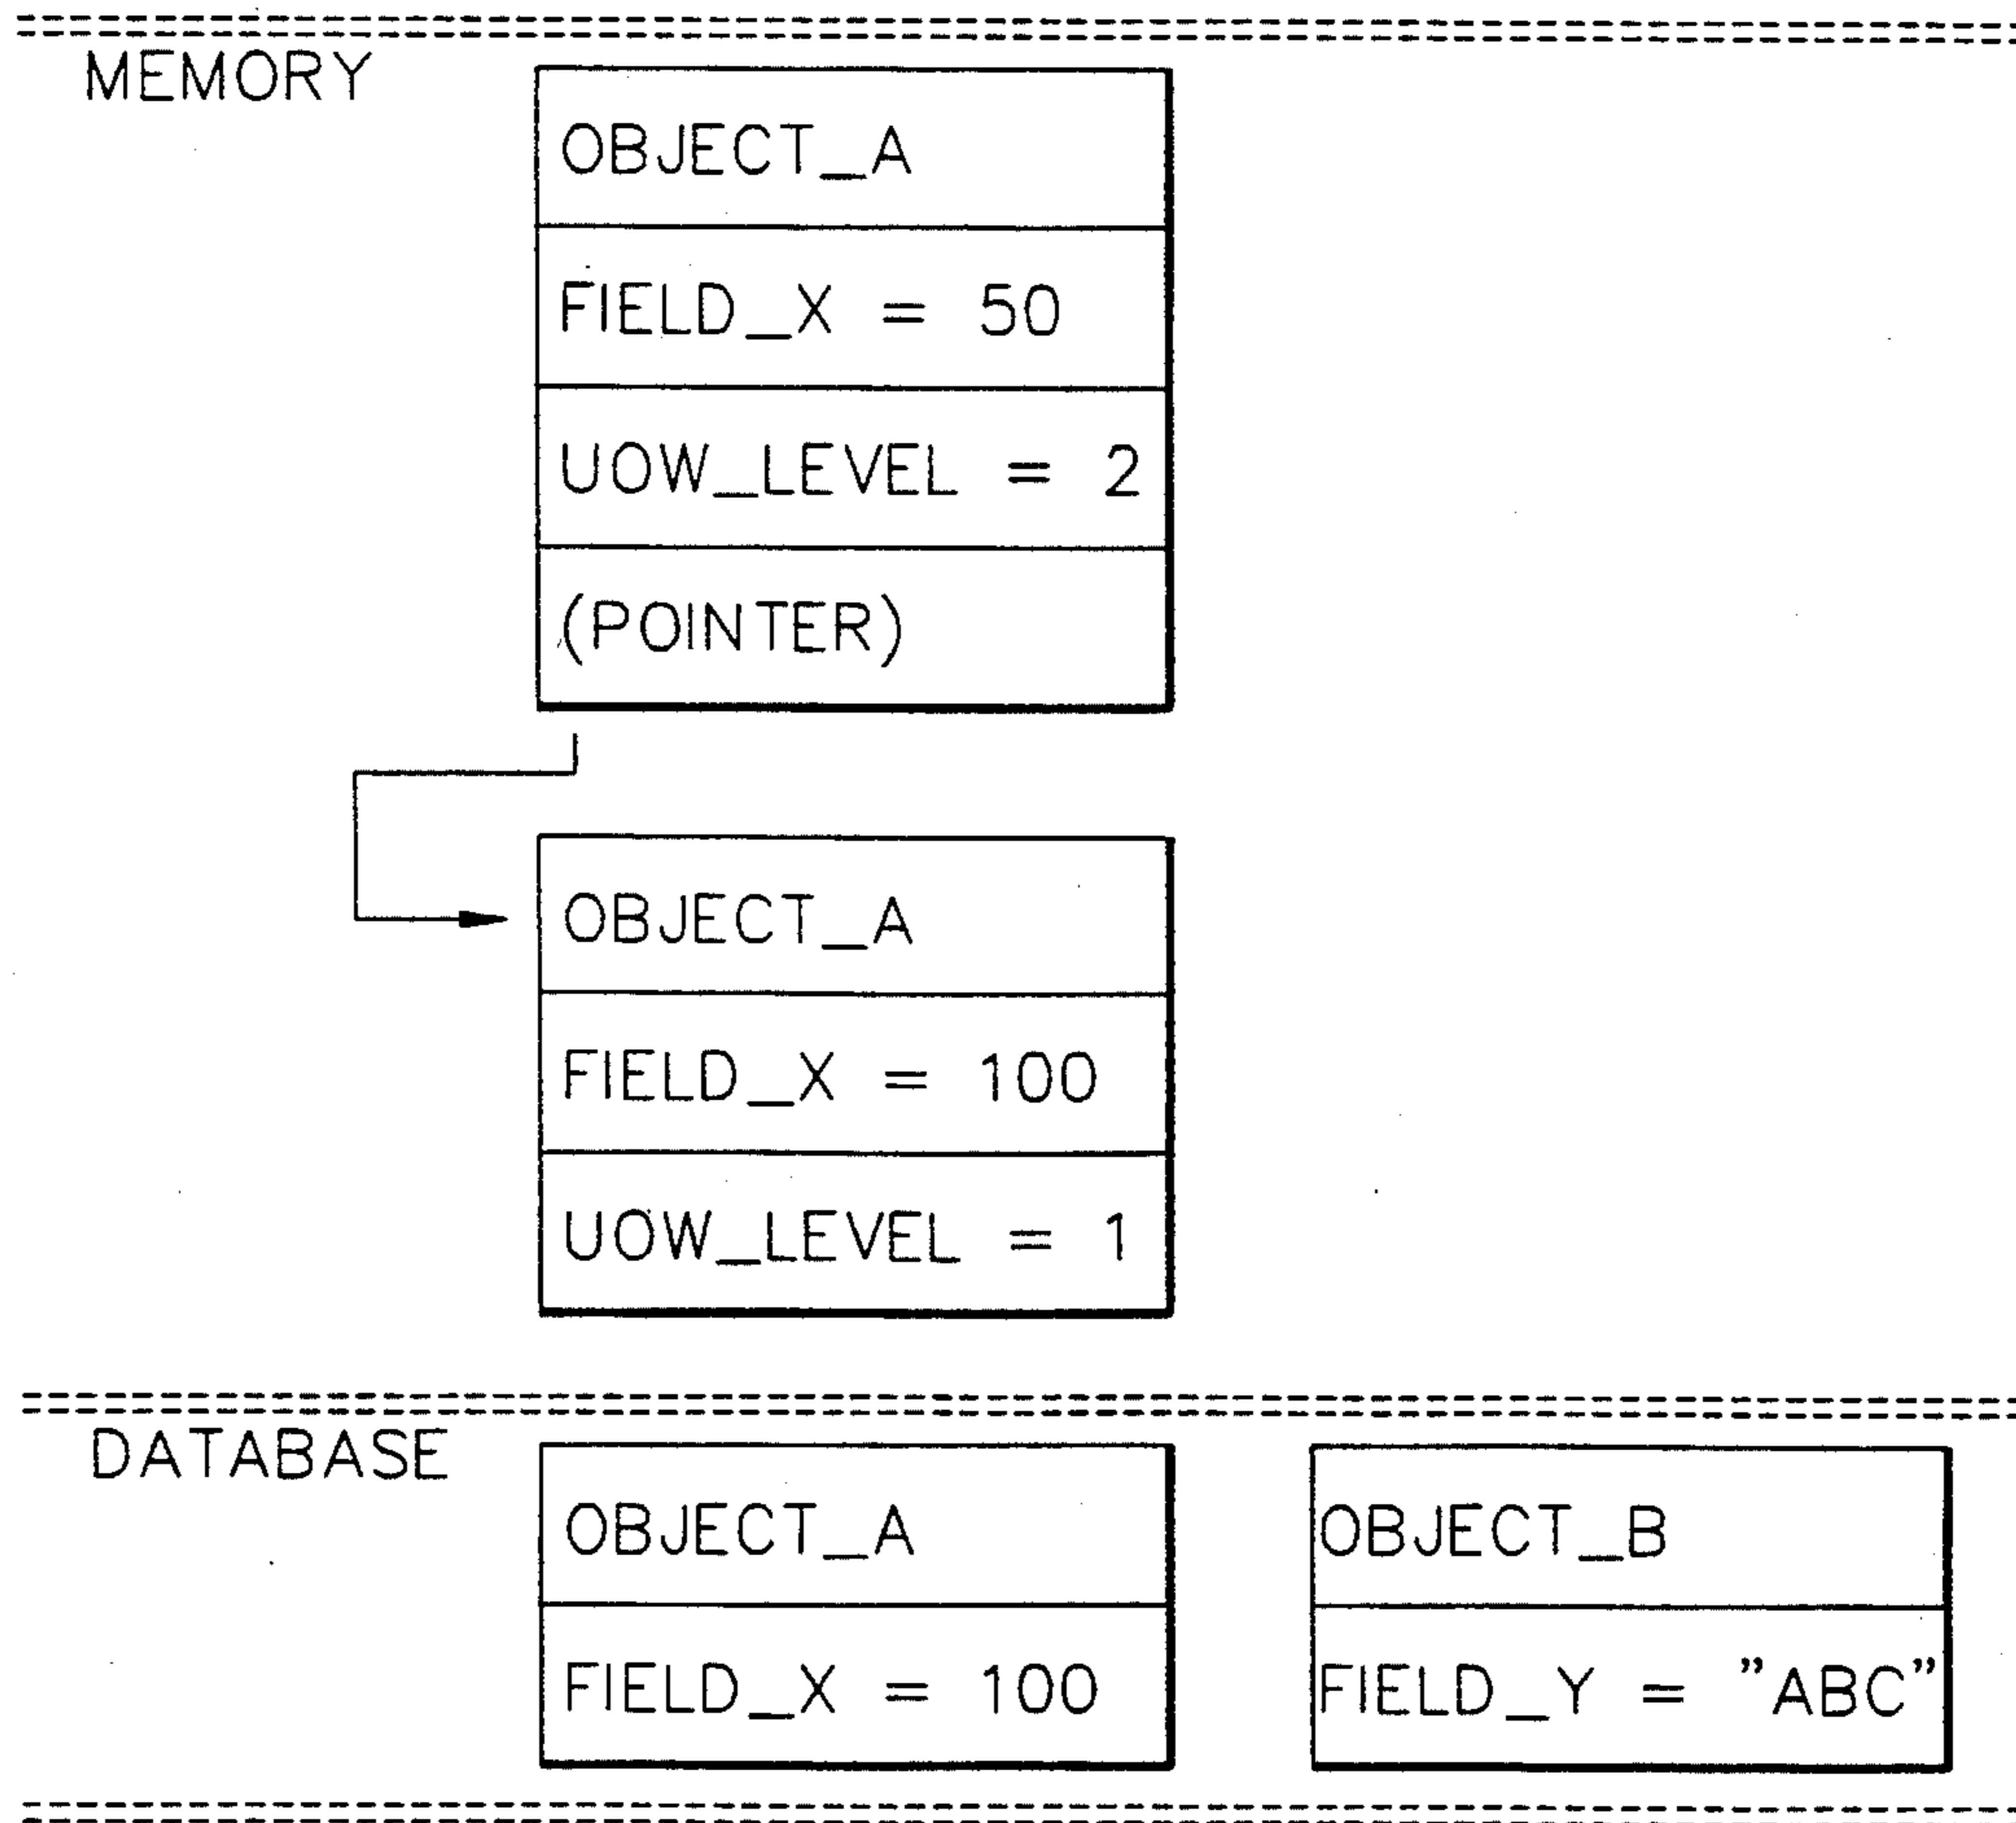 MEMORY
OBJECT_A
FIELD_X = 50
UOW_LEVEL = 2
(POINTER)
OBJECT_A
FIELD_X = 100
UOW_LEVEL = 1
DATABASE
OBJECT_A
FIELD_X = 100
OBJECT_B
FIELD_Y = ”ABC”